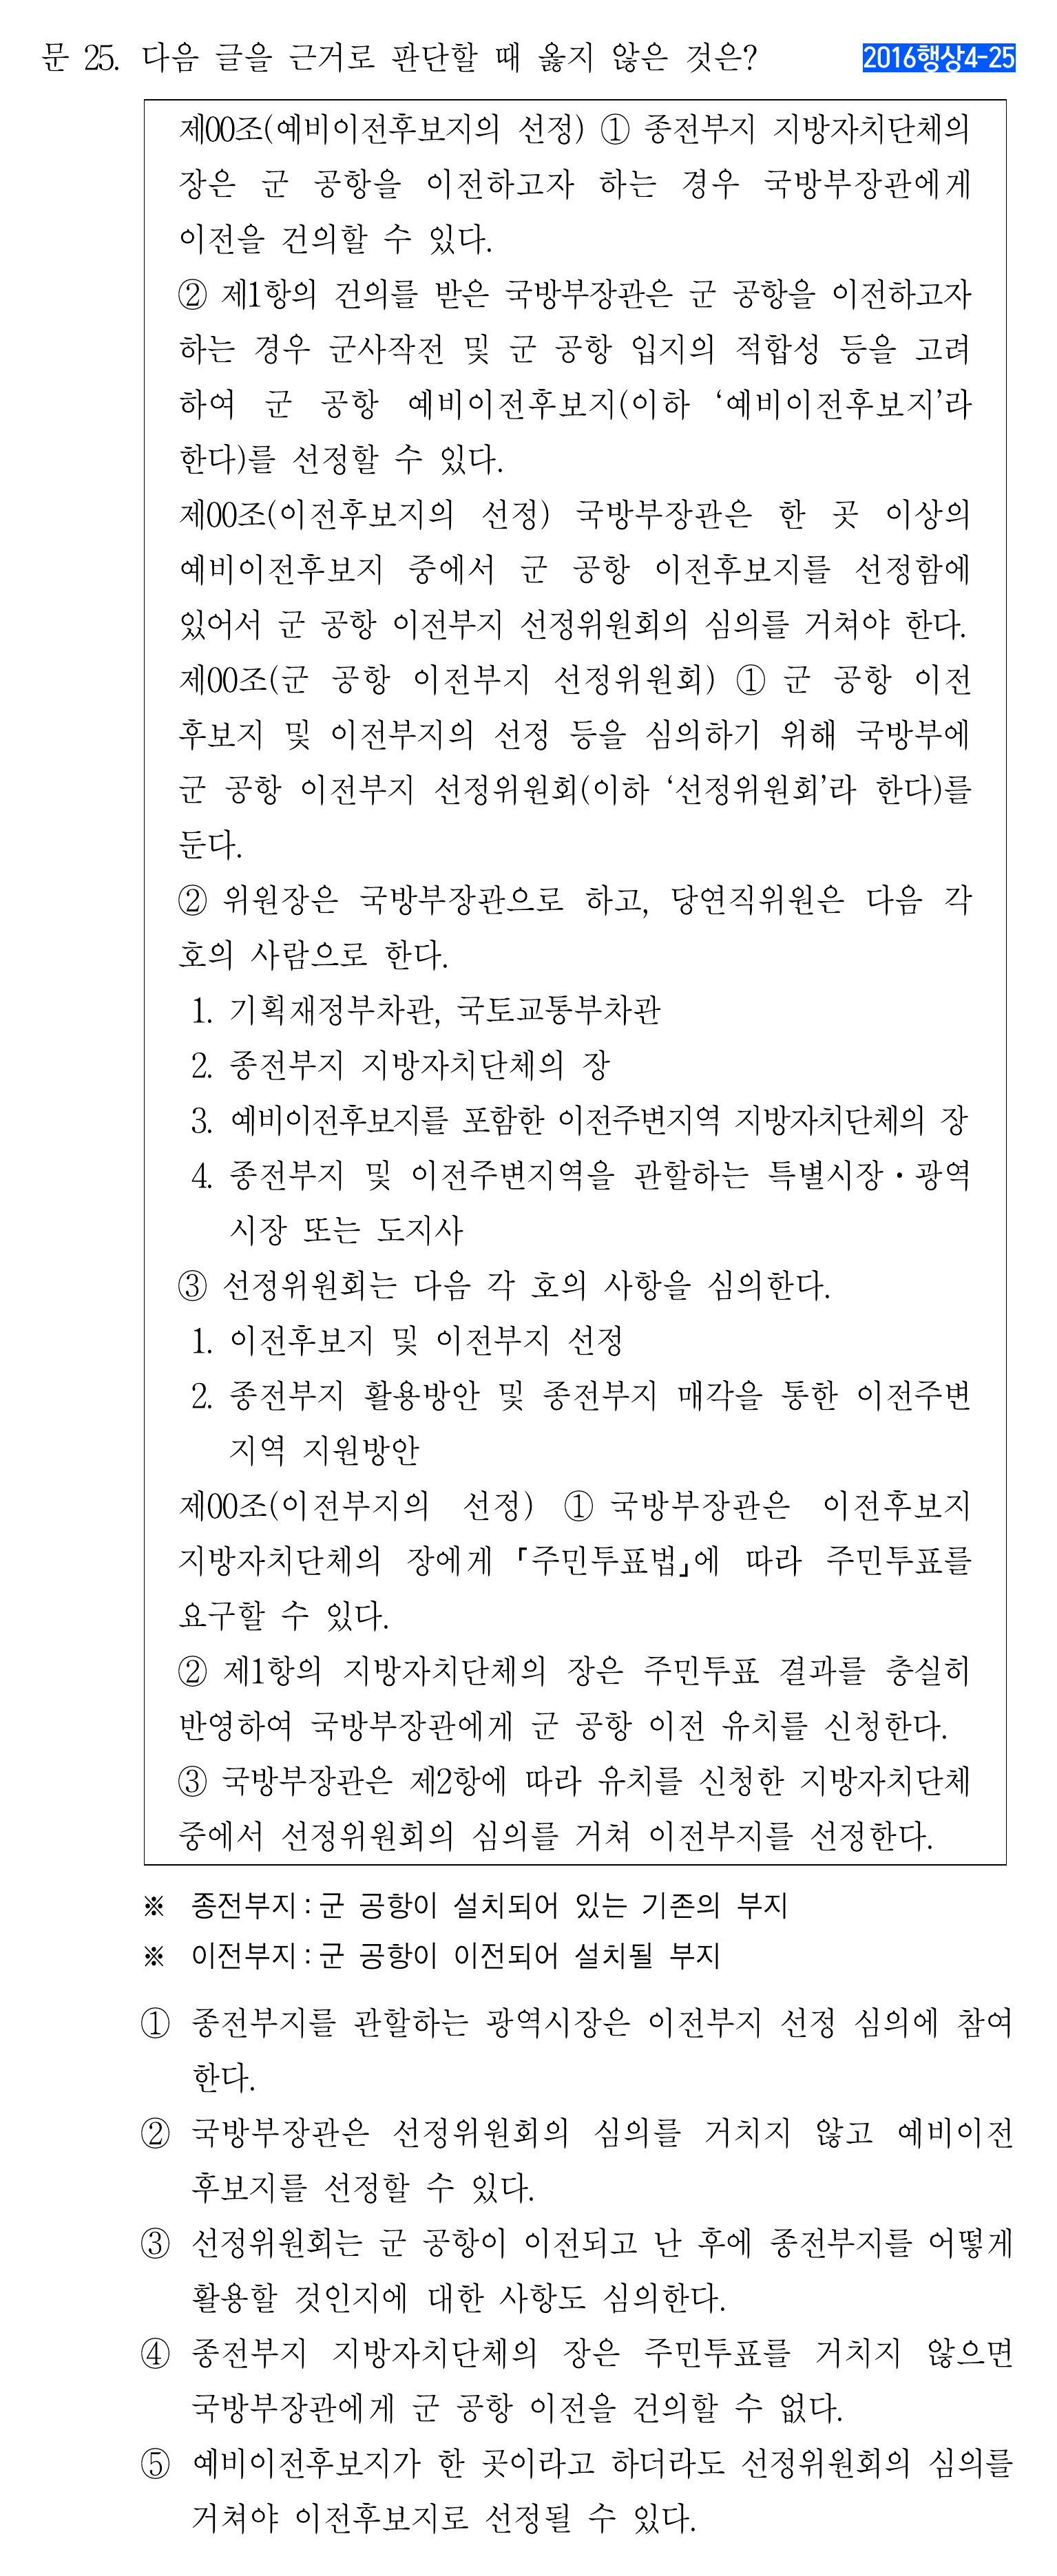 문 25. 다음 글을 근거로 판단할 때 옳지 않은 것은?
2016행상4-25
제00조(예비이전후보지의 선정) ① 종전부지 지방자치단체의
장은 군 공항을 이전하고자 하는 경우 국방부장관에게
이전을 건의할 수 있다.
② 제1항의 건의를 받은 국방부장관은 군 공항을 이전하고자
하는 경우 군사작전 및 군 공항 입지의 적합성 등을 고려
하여 군 공항 예비이전후보지(이하 ‘예비이전후보지’라
한다)를 선정할 수 있다.
제00조(이전후보지의 선정) 국방부장관은 한 곳 이상의
예비이전후보지 중에서 군 공항 이전후보지를 선정함에
있어서 군 공항 이전부지 선정위원회의 심의를 거쳐야 한다.
제00조(군 공항 이전부지 선정위원회) ① 군 공항 이전
후보지 및 이전부지의 선정 등을 심의하기 위해 국방부에
군 공항 이전부지 선정위원회(이하 ‘선정위원회’라 한다)를
둔다.
② 위원장은 국방부장관으로 하고, 당연직위원은 다음 각
호의 사람으로 한다.
1. 기획재정부차관, 국토교통부차관
2. 종전부지 지방자치단체의 장
3. 예비이전후보지를 포함한 이전주변지역 지방자치단체의 장
4. 종전부지 및 이전주변지역을 관할하는 특별시장・광역
시장 또는 도지사
③ 선정위원회는 다음 각 호의 사항을 심의한다.
1. 이전후보지 및 이전부지 선정
2. 종전부지 활용방안 및 종전부지 매각을 통한 이전주변
지역 지원방안
제00조(이전부지의 선정) ① 국방부장관은 이전후보지
지방자치단체의 장에게 「주민투표법」에 따라 주민투표를
요구할 수 있다.
② 제1항의 지방자치단체의 장은 주민투표 결과를 충실히
반영하여 국방부장관에게 군 공항 이전 유치를 신청한다.
③ 국방부장관은 제2항에 따라 유치를 신청한 지방자치단체
중에서 선정위원회의 심의를 거쳐 이전부지를 선정한다.
※ 종전부지 : 군 공항이 설치되어 있는 기존의 부지
※ 이전부지 : 군 공항이 이전되어 설치될 부지
① 종전부지를 관할하는 광역시장은 이전부지 선정 심의에 참여
한다.
② 국방부장관은 선정위원회의 심의를 거치지 않고 예비이전
후보지를 선정할 수 있다.
③ 선정위원회는 군 공항이 이전되고 난 후에 종전부지를 어떻게
활용할 것인지에 대한 사항도 심의한다.
④ 종전부지 지방자치단체의 장은 주민투표를 거치지 않으면
국방부장관에게 군 공항 이전을 건의할 수 없다.
⑤ 예비이전후보지가 한 곳이라고 하더라도 선정위원회의 심의를
거쳐야 이전후보지로 선정될 수 있다.